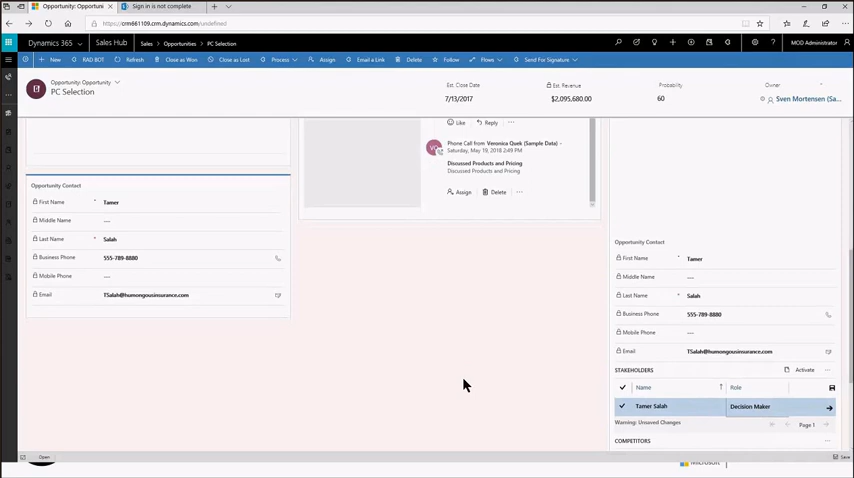 Opportunity: Opportuni
Sign in is not complete
https://crm661109.crm.dynamics.com/undefined
Dynamics 365
Sales Hub
Sales
Opportunities
PC Selection
MOD Administrator
New
RAD BOT
Refresh
Close as Won
Close as Lost
Process
Assign
Email a Link
Delete
Follow
Flows
Send For Signature
Opportunity: Opportunity
PC Selection
Est. Close Date
7/13/2017
Est. Revenue
$2,095,680.00
Probability
60
Owner
Sven Mortensen (Sa...
Like
Reply
Phone Call from Veronica Quek (Sample Data) -
Saturday, May 19, 2018 2:49 PM
Discussed Products and Pricing
Discussed Products and Pricing
Assign
Delete
Opportunity Contact
First Name * Tamer
Middle Name ---
Last Name * Salah
Business Phone 555-789-8880
Mobile Phone ---
Email TSalah@humongousinsurance.com
Opportunity Contact
First Name * Tamer
Middle Name ---
Last Name * Salah
Business Phone 555-789-8880
Mobile Phone ---
Email TSalah@humongousinsurance.com
STAKEHOLDERS
Activate
Name
Role
Tamer Salah
Decision Maker
Warning: Unsaved Changes
Page 1
COMPETITORS
Open
Save
Microsoft